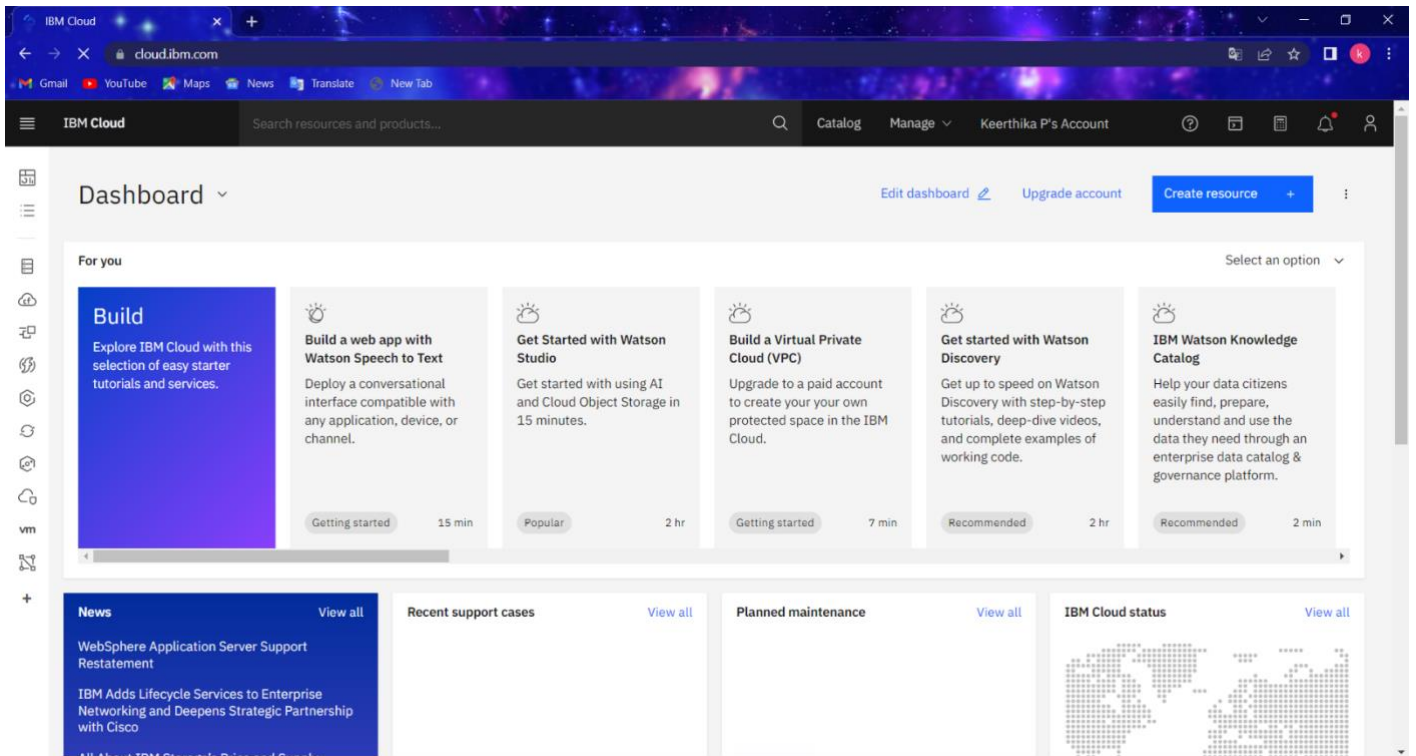 IBM Cloud
cloud.ibm.com
k
Gmail YouTube Maps News Translate New Tab
IBM Cloud Search resources and products... Catalog Manage Keerthika P's Account
Dashboard Edit dashboard Upgrade account Create resource +
For you Select an option
Build
Explore IBM Cloud with this
selection of easy starter
tutorials and services.
Build a web app with
Watson Speech to Text
Deploy a conversational
interface compatible with
any application, device, or
channel.
Getting started 15 min
Get Started with Watson
Studio
Get started with using AI
and Cloud Object Storage in
15 minutes.
Popular 2 hr
Build a Virtual Private
Cloud (VPC)
Upgrade to a paid account
to create your your own
protected space in the IBM
Cloud.
Getting started 7 min
Get started with Watson
Discovery
Get up to speed on Watson
Discovery with step-by-step
tutorials, deep-dive videos,
and complete examples of
working code.
Recommended 2 hr
IBM Watson Knowledge
Catalog
Help your data citizens
easily find, prepare,
understand and use the
data they need through an
enterprise data catalog &
governance platform.
Recommended 2 min
vm
News View all
WebSphere Application Server Support
Restatement
IBM Adds Lifecycle Services to Enterprise
Networking and Deepens Strategic Partnership
with Cisco
Recent support cases View all
Planned maintenance View all
IBM Cloud status View all